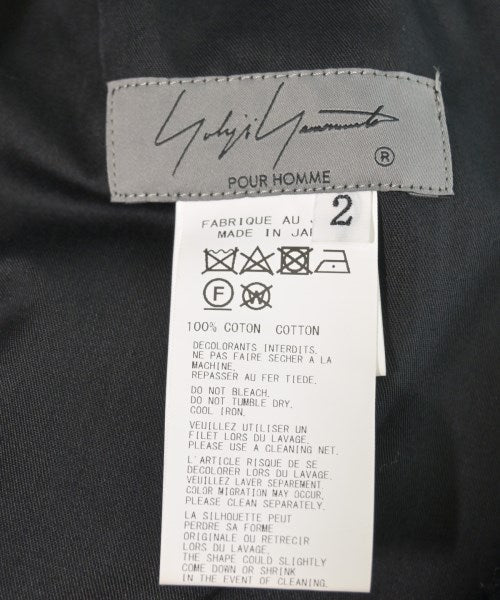 Yohji Yamamoto
®
POUR HOMME
2
FABRIQUE AU J
MADE IN JAP
F
W
100% COTON COTTON
DECOLORANTS INTERDITS.
NE PAS FAIRE SECHER A LA
MACHINE.
REPASSER AU FER TIEDE.
DO NOT BLEACH.
DO NOT TUMBLE DRY.
COOL IRON.
VEUILLEZ UTILISER UN
FILET LORS DU LAVAGE.
PLEASE USE A CLEANING NET.
L'ARTICLE RISQUE DE SE
DECOLORER LORS DU LAVAGE.
VEUILLEZ LAVER SEPAREMENT.
COLOR MIGRATION MAY OCCUR.
PLEASE CLEAN SEPARATELY.
LA SILHOUETTE PEUT
PERDRE SA FORME
ORIGINALE OU RETRECIR
LORS DU LAVAGE.
THE SHAPE COULD SLIGHTLY
COME DOWN OR SHRINK
IN THE EVENT OF CLEANING.